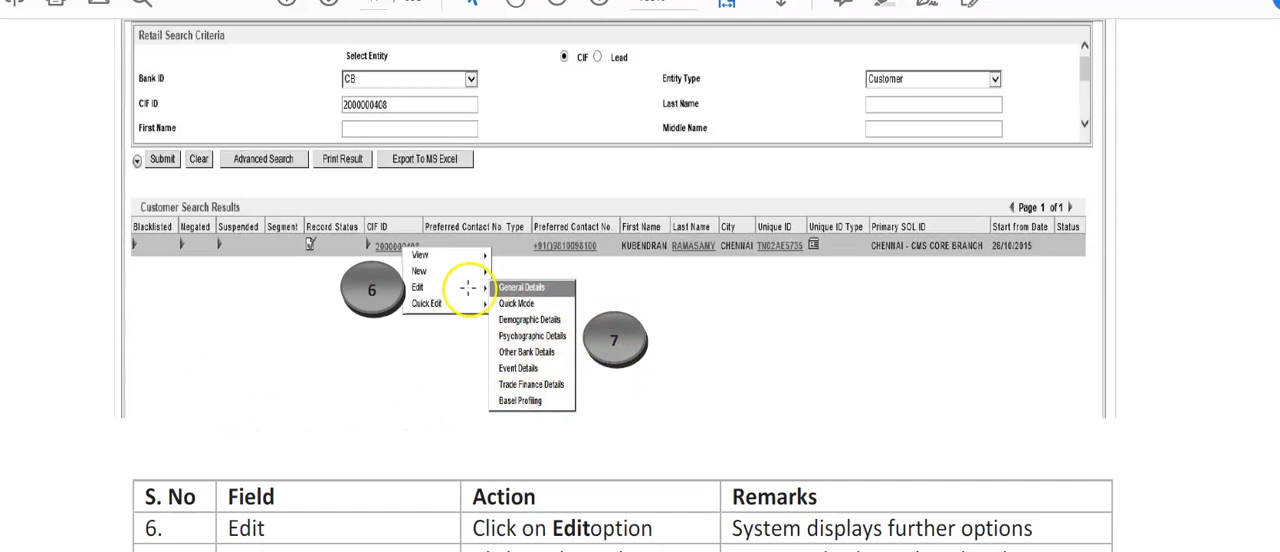 Retail Search Criteria
Select Entity CIF Lead
Bank ID CB Entity Type Customer
CIF ID 2000000408 Last Name
First Name Middle Name
Submit Clear Advanced Search Print Result Export To MS Excel
Customer Search Results Page 1 of 1
Blacklisted Negated Suspended Segment Record Status CIF ID Preferred Contact No. Type Preferred Contact No. First Name Last Name City Unique ID Unique ID Type Primary SOL ID Start from Date Status
+91()9810098100 KUBENDRAN RAMASAMY CHENNAI TN02AE5735 CHENNAI - CMS CORE BRANCH 26/10/2015
View
New
6 Edit General Details
Quick Edit Quick Mode
Demographic Details
Psychographic Details 7
Other Bank Details
Event Details
Trade Finance Details
Basel Profiling
S. No Field Action Remarks
6. Edit Click on Editoption System displays further options